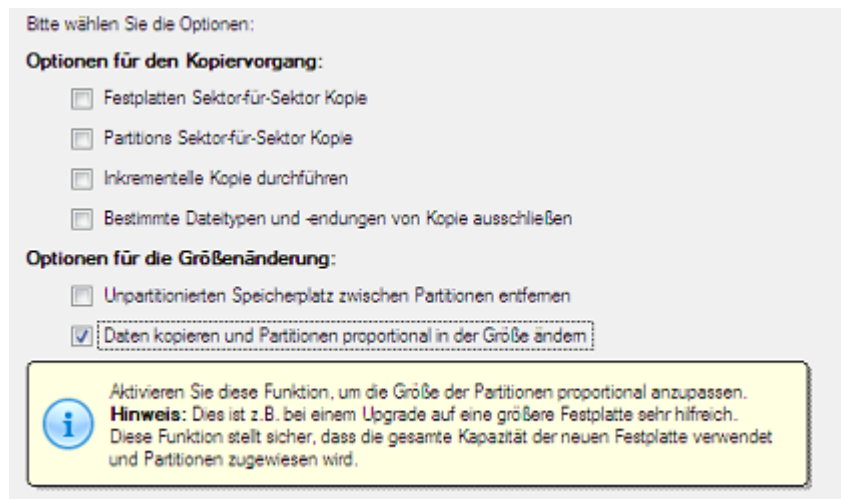 Bitte wählen Sie die Optionen:
Optionen für den Kopiervorgang:
Festplatten Sektor-für-Sektor Kopie
Partitions Sektor-für-Sektor Kopie
Inkrementelle Kopie durchführen
Bestimmte Dateitypen und -endungen von Kopie ausschließen
Optionen für die Größenänderung:
Unpartitionierten Speicherplatz zwischen Partitionen entfernen
Daten kopieren und Partitionen proportional in der Größe ändern
Aktivieren Sie diese Funktion, um die Größe der Partitionen proportional anzupassen.
Hinweis: Dies ist z.B. bei einem Upgrade auf eine größere Festplatte sehr hilfreich.
Diese Funktion stellt sicher, dass die gesamte Kapazität der neuen Festplatte verwendet
und Partitionen zugewiesen wird.